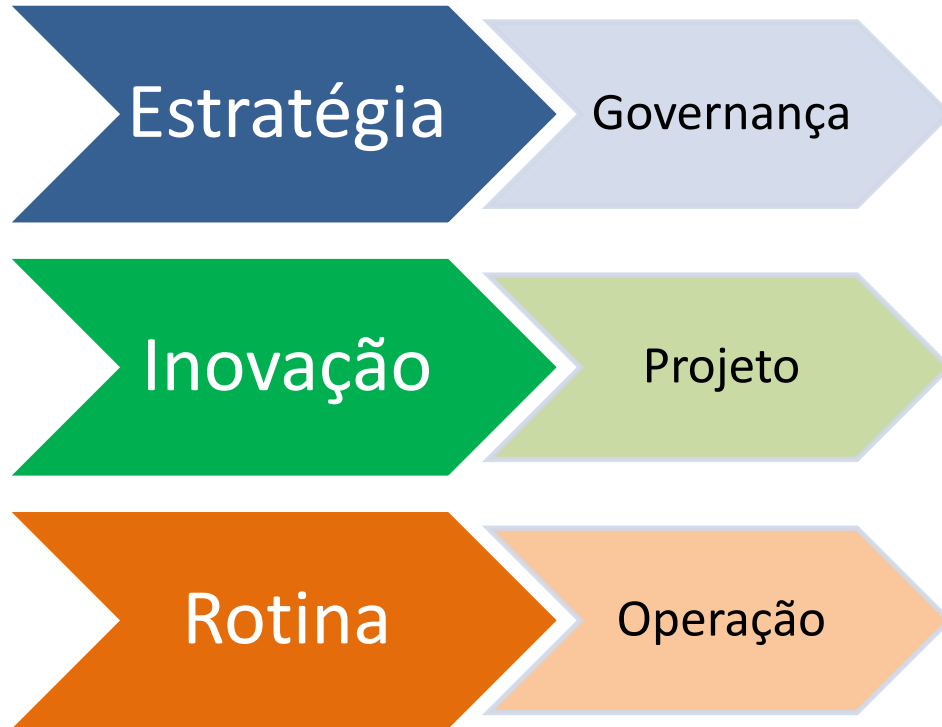 Estratégia
Governança
Inovação
Projeto
Rotina
Operação